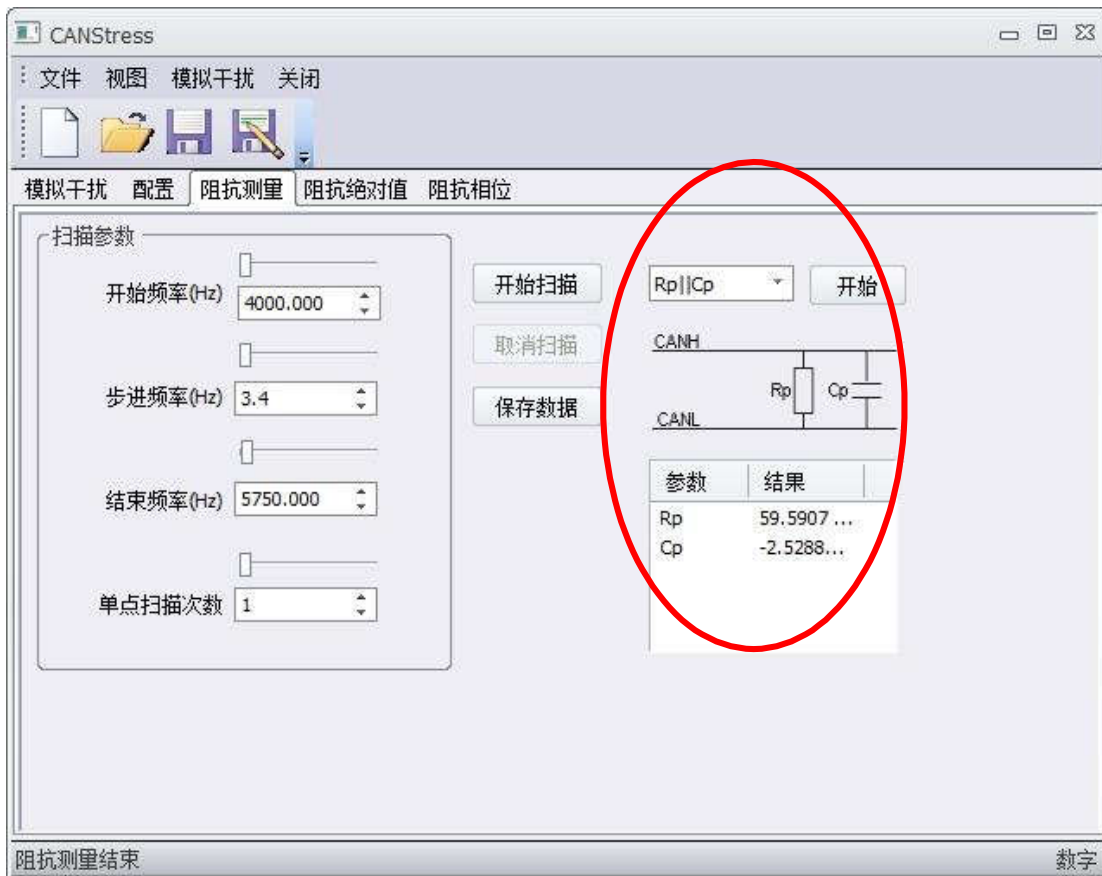 CANStress
文件 视图 模拟干扰 关闭
模拟干扰 配置 阻抗测量 阻抗绝对值 阻抗相位
扫描参数
开始频率(Hz) 4000.000
步进频率(Hz) 3.4
结束频率(Hz) 5750.000
单点扫描次数 1
开始扫描
取消扫描
保存数据
Rp||Cp 开始
CANH
Rp Cp
CANL
参数 结果
Rp 59.5907 ...
Cp -2.5288...
阻抗测量结束 数字